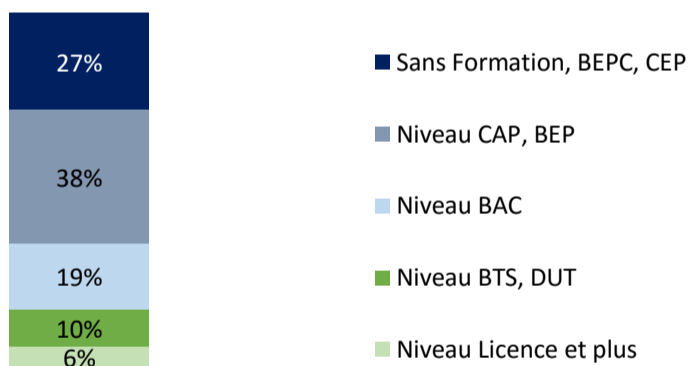 27%
38%
19%
10%
6%
Sans Formation, BEPC, CEP
Niveau CAP, BEP
Niveau BAC
Niveau BTS, DUT
Niveau Licence et plus